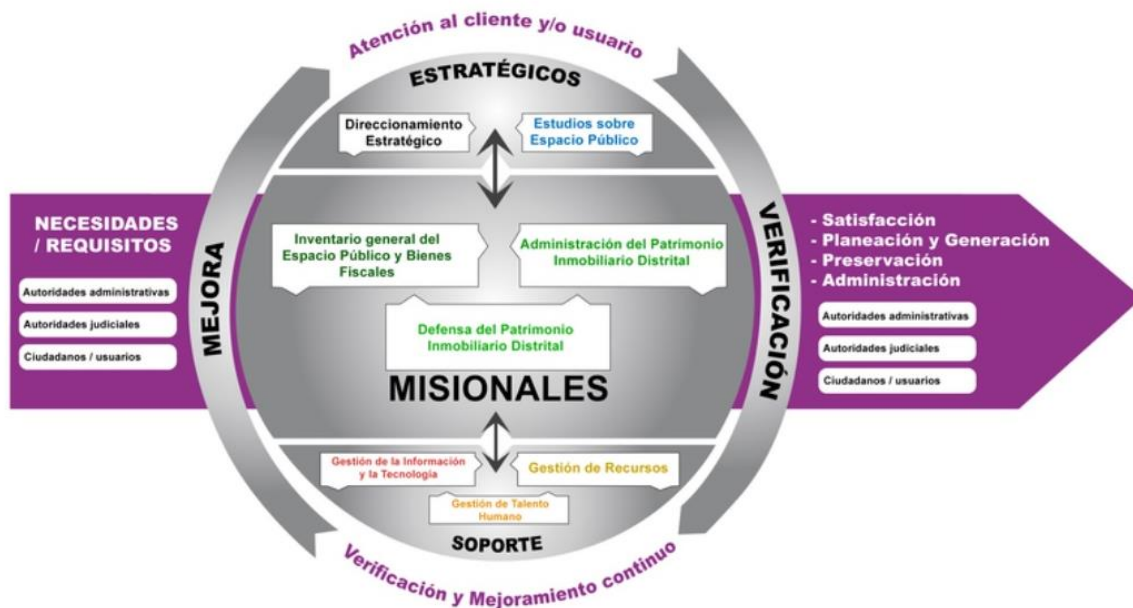 Atención al cliente y/o usuario
ESTRATÉGICOS
Direccionamiento
Estratégico
Estudios sobre
Espacio Público
NECESIDADES
/ REQUISITOS
Autoridades administrativas
Autoridades judiciales
Ciudadanos / usuarios
MEJORA
Inventario general del
Espacio Público y Bienes
Fiscales
Administración del Patrimonio
Inmobiliario Distrital
Defensa del Patrimonio
Inmobiliario Distrital
MISIONALES
VERIFICACIÓN
- Satisfacción
- Planeación y Generación
- Preservación
- Administración
Autoridades administrativas
Autoridades judiciales
Ciudadanos / usuarios
Gestión de la Información
y la Tecnología
Gestión de Recursos
Gestión de Talento
Humano
SOPORTE
Verificación y Mejoramiento continuo